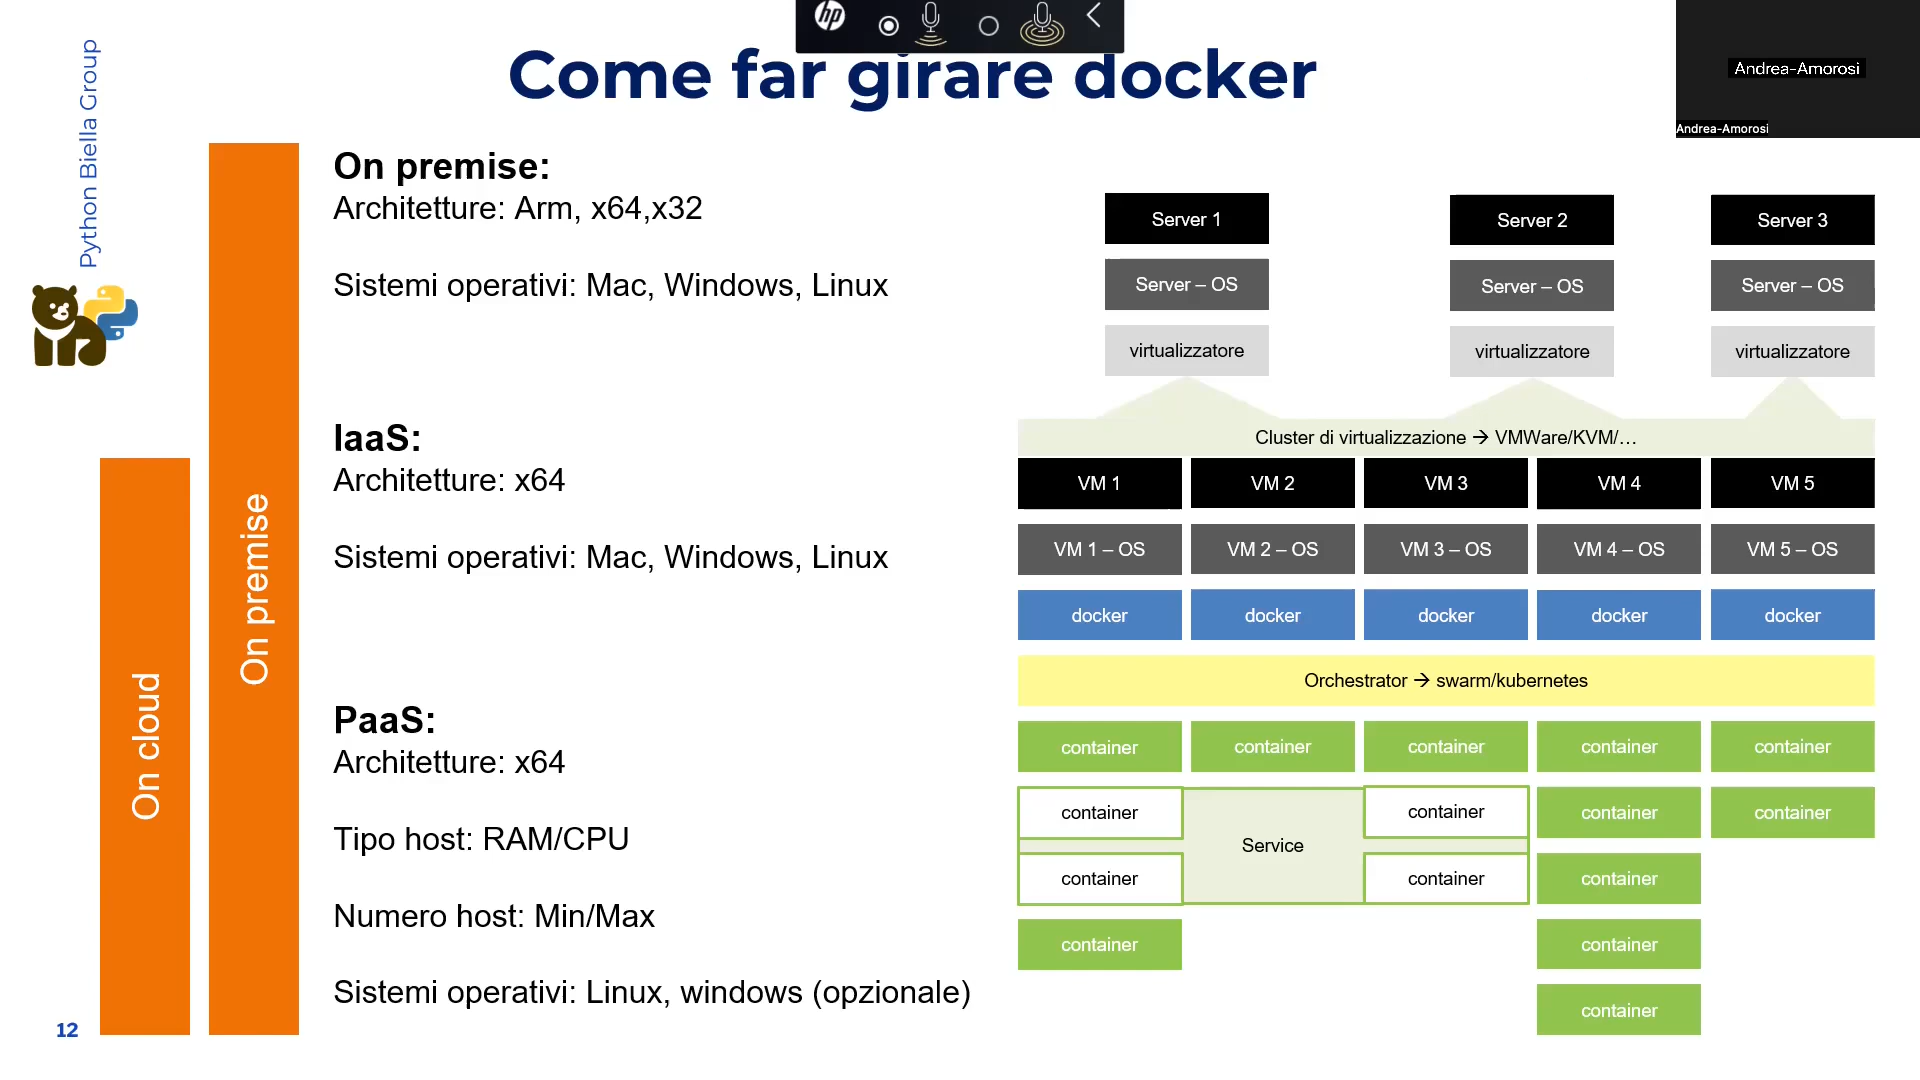 hp
Come far girare docker
Andrea-Amorosi
Andrea-Amorosi
Python Biella Group
On premise:
Architetture: Arm, x64,x32
Sistemi operativi: Mac, Windows, Linux
IaaS:
Architetture: x64
Sistemi operativi: Mac, Windows, Linux
PaaS:
Architetture: x64
Tipo host: RAM/CPU
Numero host: Min/Max
Sistemi operativi: Linux, windows (opzionale)
On cloud
On premise
12
Server 1 Server 2 Server 3
Server – OS Server – OS Server – OS
virtualizzatore virtualizzatore virtualizzatore
Cluster di virtualizzazione → VMWare/KVM/…
VM 1 VM 2 VM 3 VM 4 VM 5
VM 1 – OS VM 2 – OS VM 3 – OS VM 4 – OS VM 5 – OS
docker docker docker docker docker
Orchestrator → swarm/kubernetes
container container container container container
container container container container
Service
container container container
container container
container